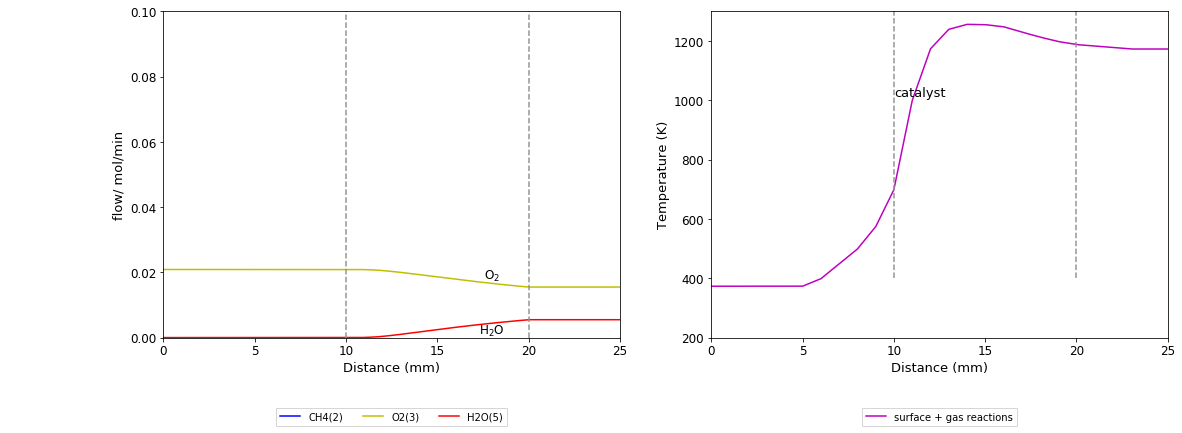 0.10
0.08
0.06
0.04
0.02
0.00
flow/ mol/min
O2
H2O
0 5 10 15 20 25
Distance (mm)
CH4(2) O2(3) H2O(5)
1200
1000
800
600
400
200
Temperature (K)
catalyst
0 5 10 15 20 25
Distance (mm)
surface + gas reactions